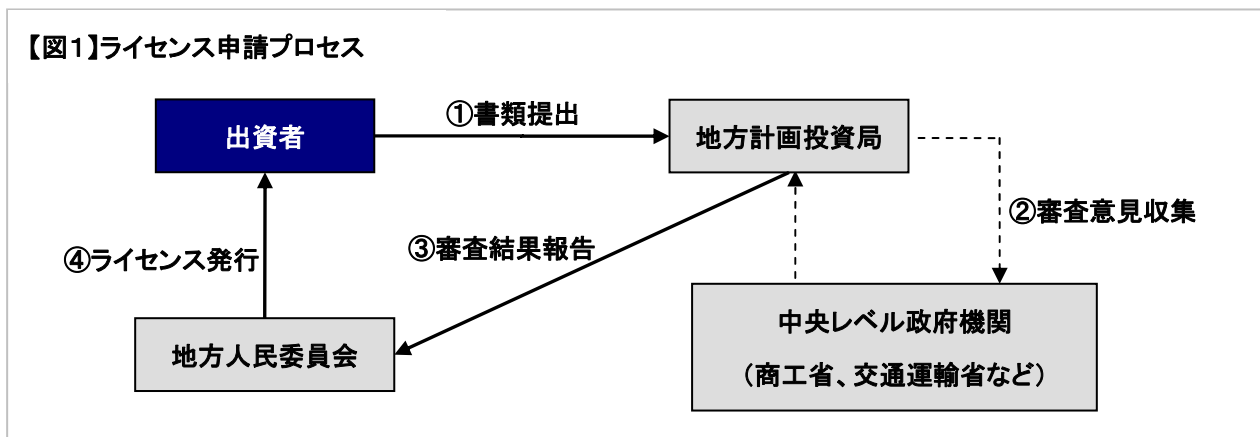 【図1】ライセンス申請プロセス
出資者
①書類提出
地方計画投資局
②審査意見収集
③審査結果報告
④ライセンス発行
地方人民委員会
中央レベル政府機関
（商工省、交通運輸省など）